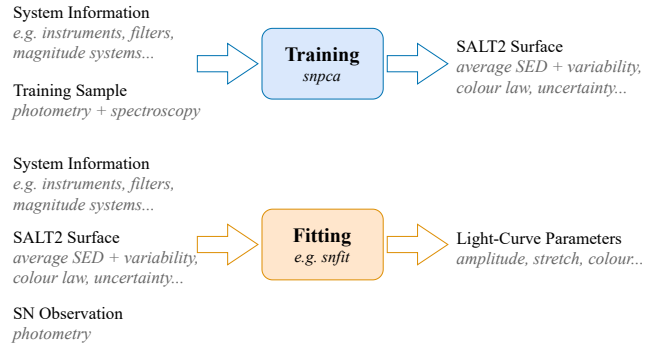 System Information
e.g. instruments, filters,
magnitude systems...
Training Sample
photometry + spectroscopy
Training
snpca
SALT2 Surface
average SED + variability,
colour law, uncertainty...
System Information
e.g. instruments, filters,
magnitude systems...
SALT2 Surface
average SED + variability,
colour law, uncertainty...
SN Observation
photometry
Fitting
e.g. snfit
Light-Curve Parameters
amplitude, stretch, colour...